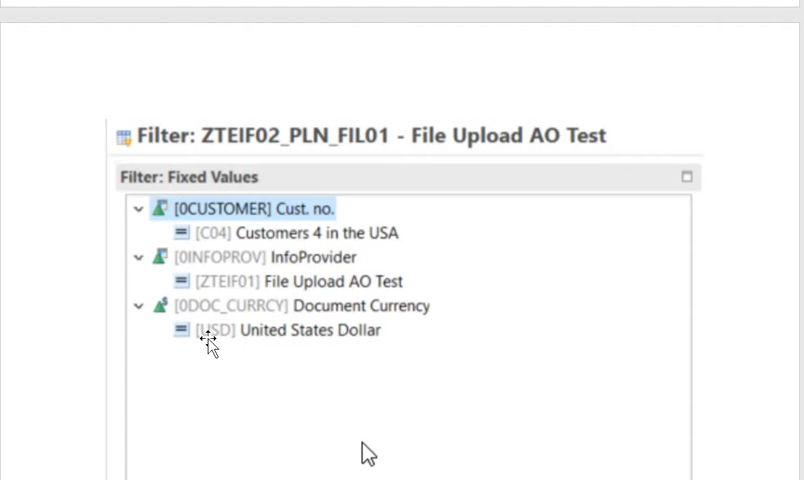 Filter: ZTEIF02_PLN_FIL01 - File Upload AO Test
Filter: Fixed Values
[0CUSTOMER] Cust. no.
[C04] Customers 4 in the USA
[0INFOPROV] InfoProvider
[ZTEIF01] File Upload AO Test
[0DOC_CURRCY] Document Currency
[USD] United States Dollar